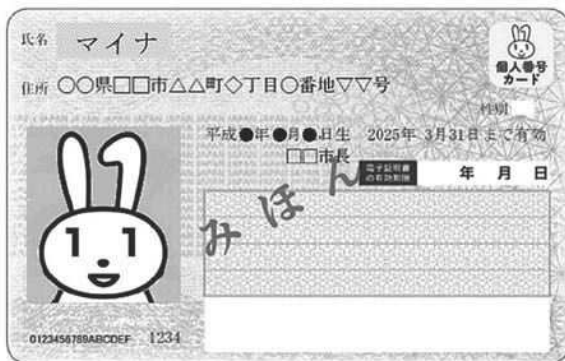 氏名 マイナ
個人番号
カード
住所 ○○県□□市△△町◇丁目○番地▽▽号
性別
平成●年●月●日生 2025年 3月31日まで有効
□□市長
電子証明書
の有効期限
年 月 日
みほん
0123456789ABCDEF 1234